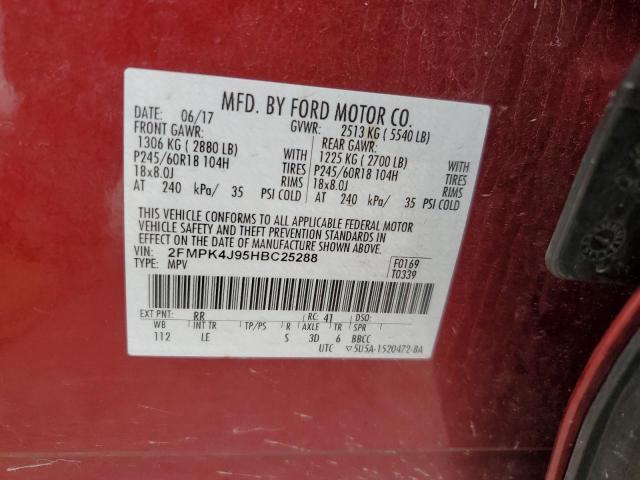 MFD. BY FORD MOTOR CO.
DATE: 06/17 GVWR: 2513 KG ( 5540 LB)
FRONT GAWR: REAR GAWR:
1306 KG ( 2880 LB) WITH 1225 KG ( 2700 LB) WITH
P245/60R18 104H TIRES P245/60R18 104H TIRES
18x8.0J RIMS 18x8.0J RIMS
AT 240 kPa/ 35 PSI COLD AT 240 kPa/ 35 PSI COLD
THIS VEHICLE CONFORMS TO ALL APPLICABLE FEDERAL MOTOR
VEHICLE SAFETY AND THEFT PREVENTION STANDARDS IN
EFFECT ON THE DATE OF MANUFACTURE SHOWN ABOVE.
VIN: 2FMPK4J95HBC25288 F0169
TYPE: MPV T0339
EXT PNT: RR RC: 41 DSO:
WB INT TR TP/PS R AXLE TR SPR
112 LE S 3D 6 BBCC
UTC 5U5A-1520472-BA